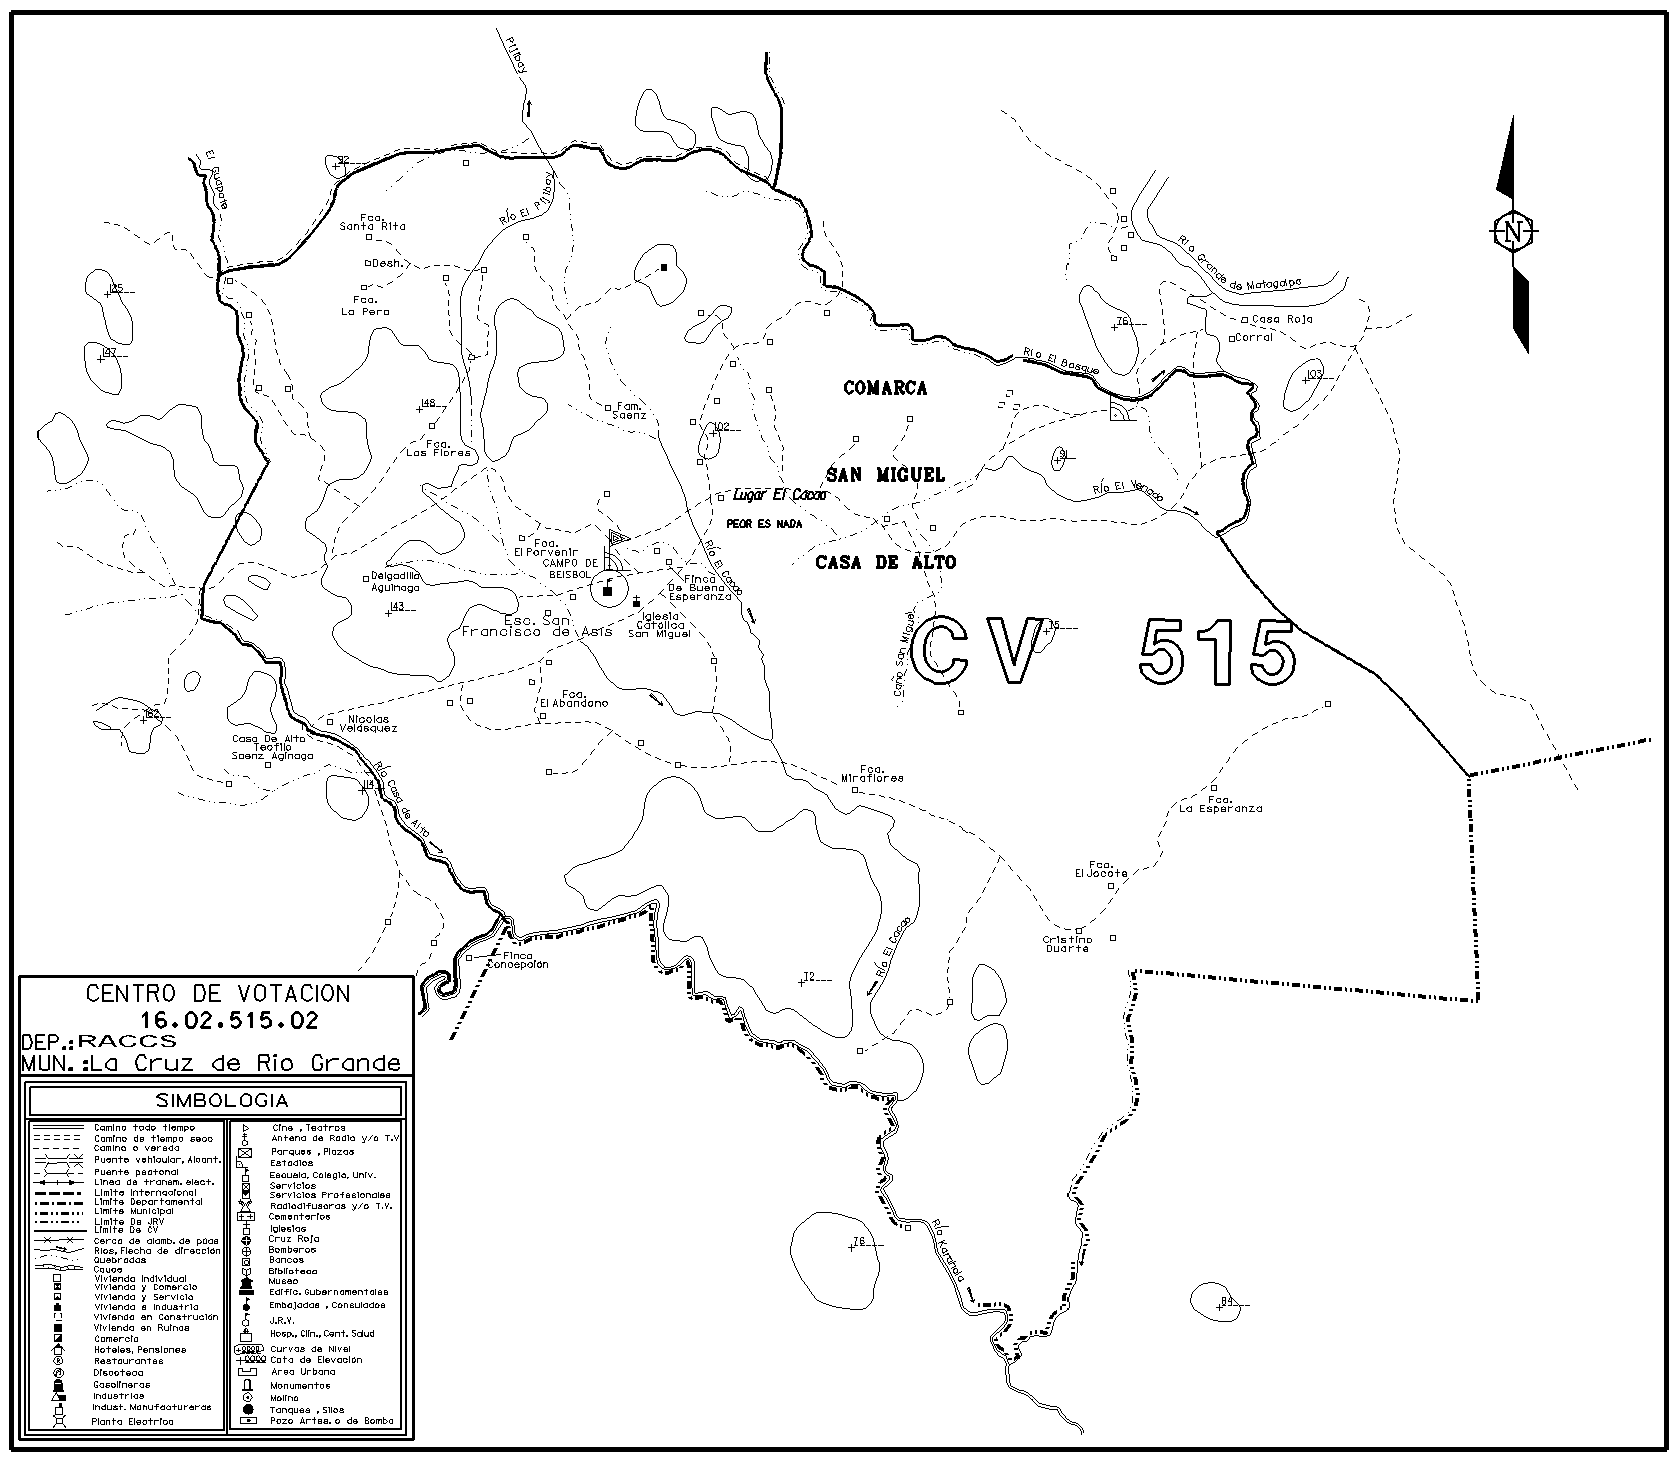 Pijibay
El Guapote
92
Río El Pijibay
Fca.
Santa Rita
Desh.
Fca.
La Pera
Río Grande de Matagalpa
N
147
76
Casa Roja
Corral
Río El Bosque
103
COMARCA
148
Fam.
Saenz
102
Fca.
Las Flores
91
SAN MIGUEL
Río El Venado
Lugar El Cacao
PEOR ES NADA
Fca.
El Porvenir
CAMPO DE
BEISBOL
Río El Cacao
CASA DE ALTO
Delgadillo
Aguinaga
Finca
De Buena
Esperanza
143
Esc. San
Francisco de Asis
Iglesia
Católica
San Miguel
Caño San Miguel
15
CV 515
162
Fca.
El Abandono
Nicolas
Velásquez
Casa De Alto
Teofilo
Saenz Aginaga
113
Río Casa de Alto
Fca.
Miraflores
Fca.
La Esperanza
Fca.
El Jocote
Río El Cacao
Cristino
Duarte
Finca
Concepción
72
CENTRO DE VOTACION
16.02.515.02
DEP.:RACCS
MUN.:La Cruz de Rio Grande
SIMBOLOGIA
Camino todo tiempo
Camino de tiempo seco
Camino o vereda
Puente vehicular, Alcant.
Puente peatonal
Linea de transm. elect.
Limite Internacional
Limite Departamental
Limite Municipal
Limite De JRV
Limite De CV
Cerca de alamb. de puas
Rios, Flecha de dirección
Quebradas
Cauce
Vivienda Individual
Vivienda y Comercio
Vivienda y Servicio
Vivienda e Industria
Vivienda en Construción
Vivienda en Ruinas
Comercio
Hoteles, Pensiones
Restaurantes
Discoteca
Gasolineras
Industrias
Indust. Manufactureras
Planta Electrica
Cine , Teatros
Antena de Radio y/o T.V
Parques , Plazas
Estadios
Escuela, Colegio, Univ.
Servicios
Servicios Profesionales
Radiodifusoras y/o T.V.
Cementerios
Iglesias
Cruz Roja
Bomberos
Bancos
Biblioteca
Museo
Edific. Gubernamentales
Embajadas , Consulados
J.R.V.
Hosp., Clin., Cent. Salud
Curvas de Nivel
Cota de Elevación
Area Urbana
Monumentos
Molino
Tanques , Silos
Pozo Artes. o de Bomba
76
Río Karahola
84